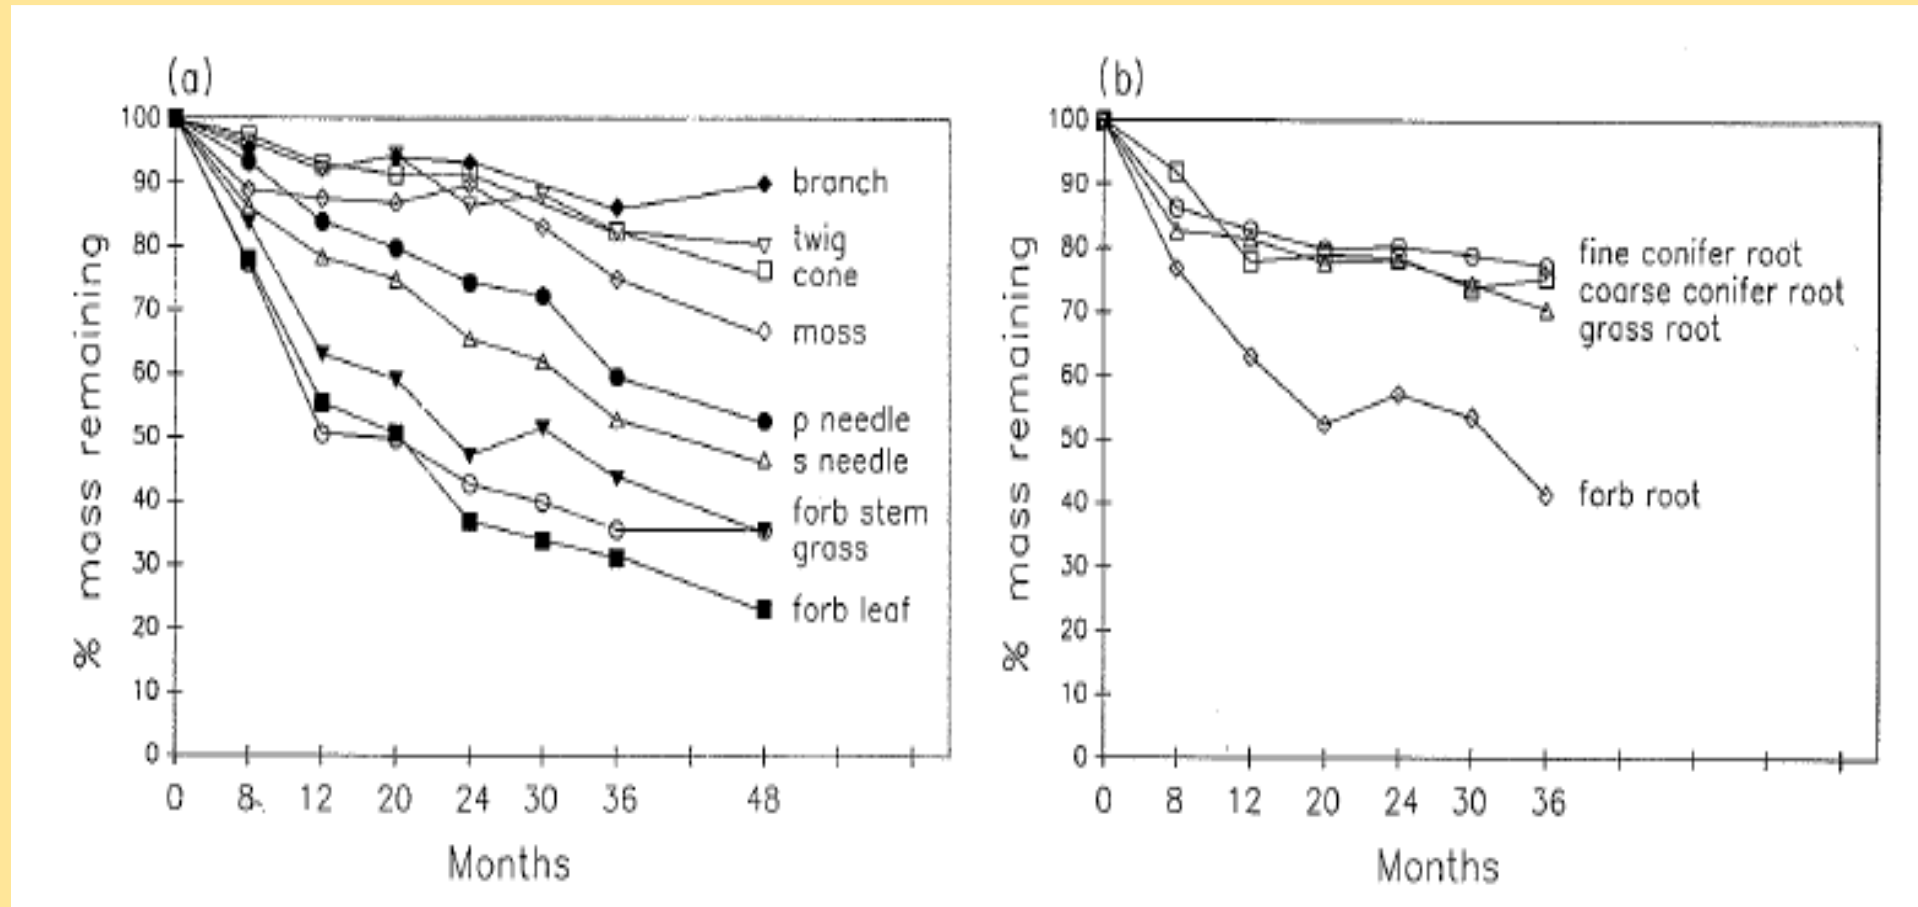 (a)
% mass remaining
100
90
80
70
60
50
40
30
20
10
0
0 8 12 20 24 30 36 48
Months
branch
twig
cone
moss
p needle
s needle
forb stem
grass
forb leaf
(b)
% mass remaining
100
90
80
70
60
50
40
30
20
10
0
0 8 12 20 24 30 36
Months
fine conifer root
coarse conifer root
grass root
forb root